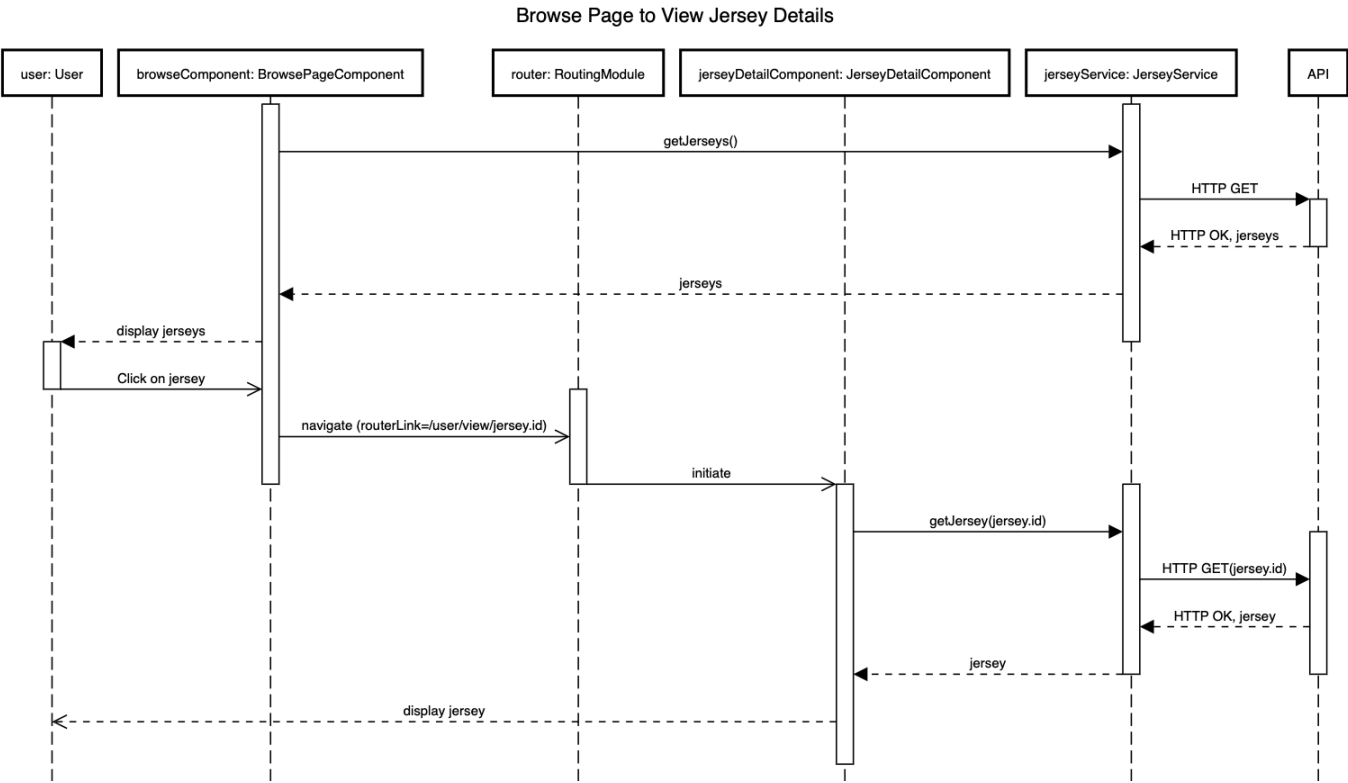 Browse Page to View Jersey Details
user: User
browseComponent: BrowsePageComponent
router: RoutingModule
jerseyDetailComponent: JerseyDetailComponent
jerseyService: JerseyService
API
getJerseys()
HTTP GET
HTTP OK, jerseys
jerseys
display jerseys
Click on jersey
navigate (routerLink=/user/view/jersey.id)
initiate
getJersey(jersey.id)
HTTP GET(jersey.id)
HTTP OK, jersey
jersey
display jersey